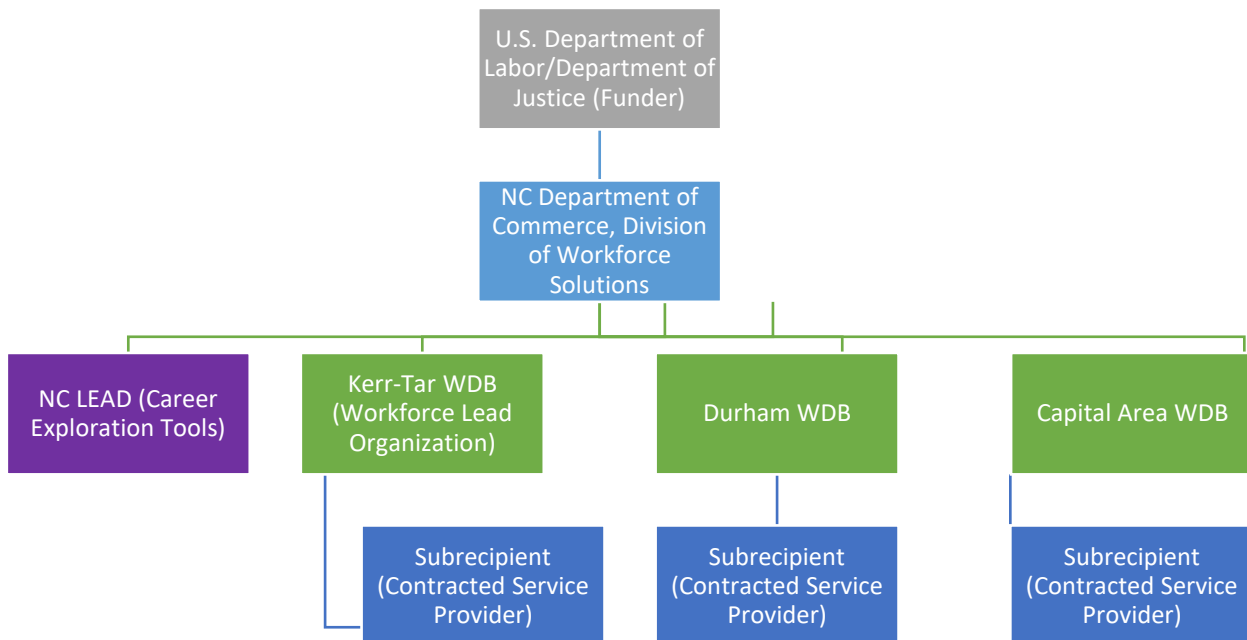 U.S. Department of
Labor/Department of
Justice (Funder)
NC Department of
Commerce, Division
of Workforce
Solutions
NC LEAD (Career
Exploration Tools)
Kerr-Tar WDB
(Workforce Lead
Organization)
Durham WDB
Capital Area WDB
Subrecipient
(Contracted Service
Provider)
Subrecipient
(Contracted Service
Provider)
Subrecipient
(Contracted Service
Provider)